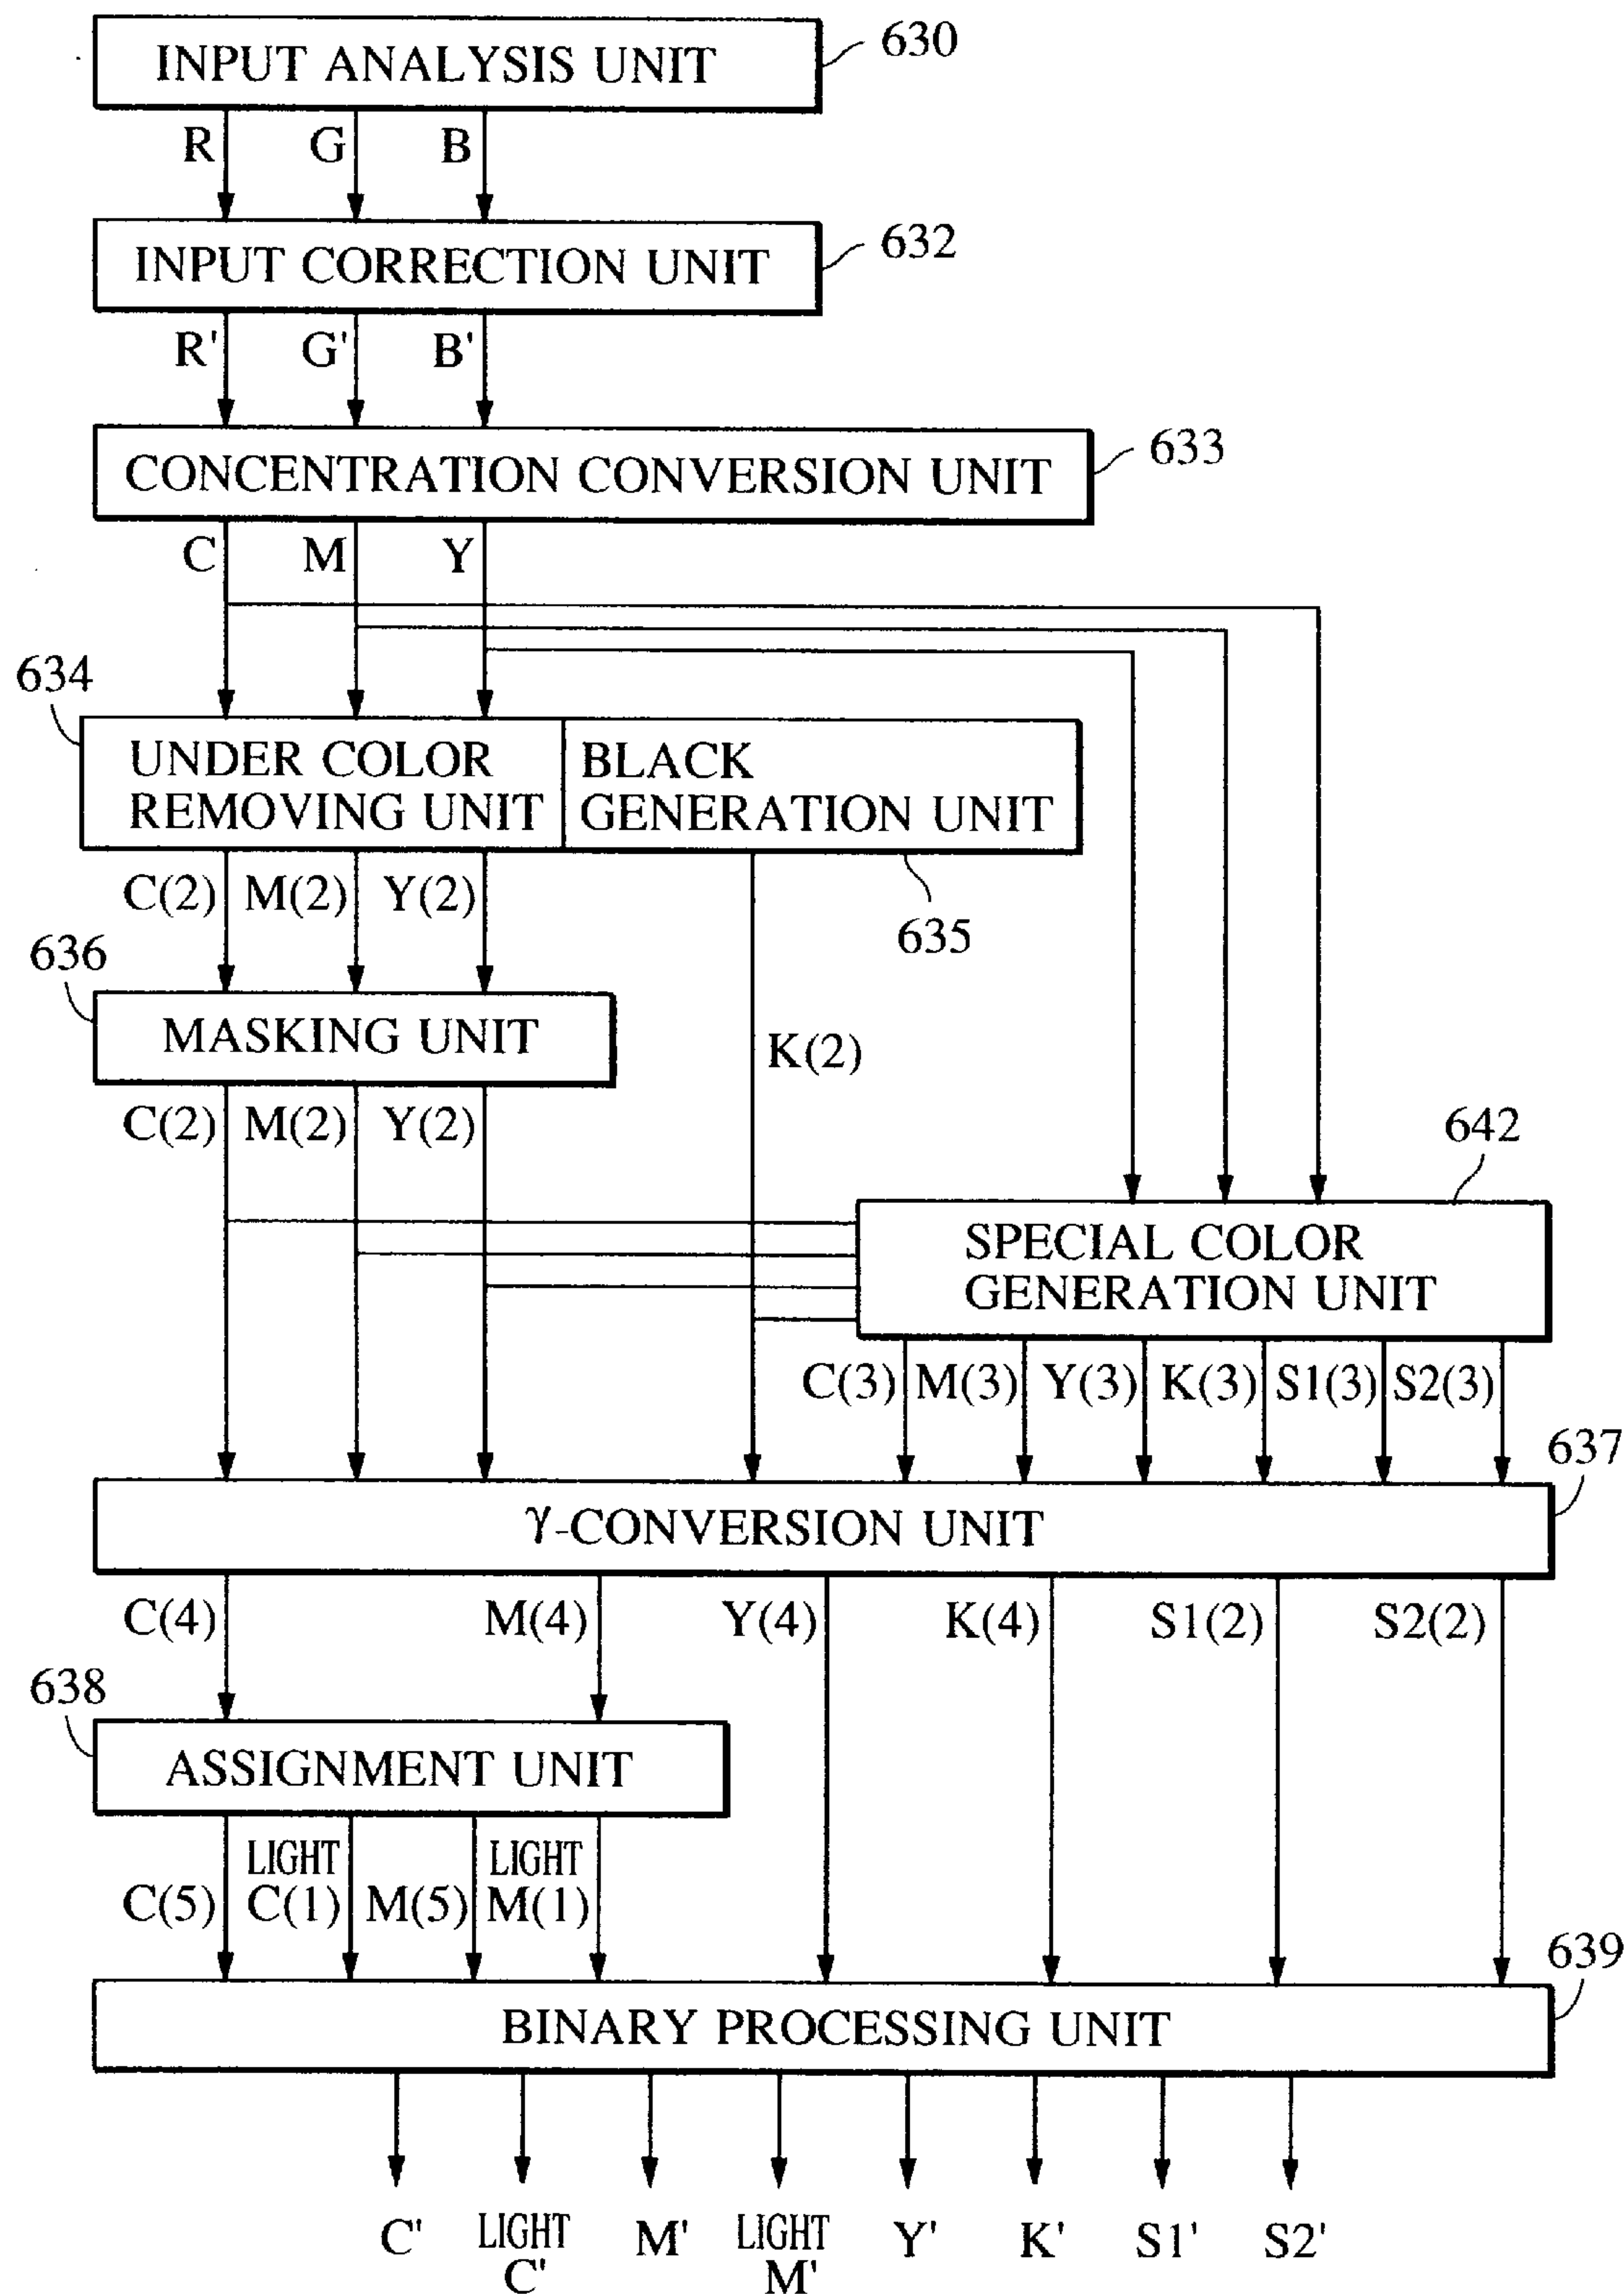 INPUT ANALYSIS UNIT
630
R G B
INPUT CORRECTION UNIT
632
R' G' B'
CONCENTRATION CONVERSION UNIT
633
C M Y
634
UNDER COLOR
REMOVING UNIT
BLACK
GENERATION UNIT
C(2) M(2) Y(2)
635
636
MASKING UNIT
K(2)
C(2) M(2) Y(2)
642
SPECIAL COLOR
GENERATION UNIT
C(3) M(3) Y(3) K(3) S1(3) S2(3)
637
γ-CONVERSION UNIT
C(4) M(4) Y(4) K(4) S1(2) S2(2)
638
ASSIGNMENT UNIT
C(5)
LIGHT
C(1)
M(5)
LIGHT
M(1)
639
BINARY PROCESSING UNIT
C'
LIGHT
C'
M'
LIGHT
M'
Y' K' S1' S2'